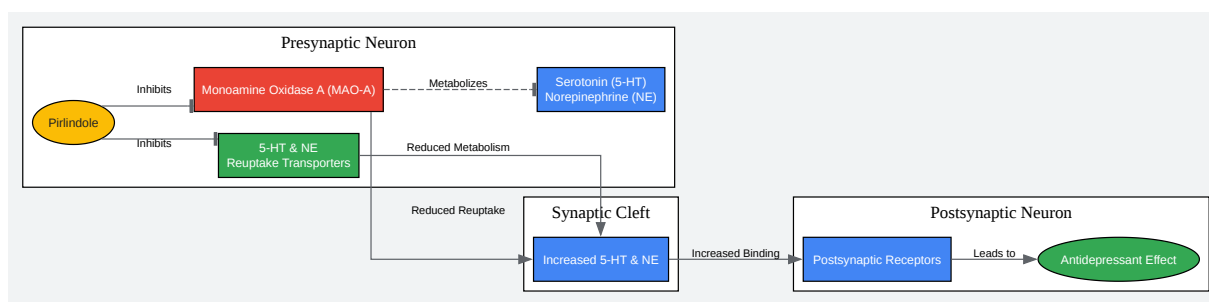 Presynaptic Neuron
Inhibits
Monoamine Oxidase A (MAO-A)
Metabolizes
Serotonin (5-HT)
Norepinephrine (NE)
Pirlindole
Inhibits
5-HT & NE
Reuptake Transporters
Reduced Metabolism
Reduced Reuptake
Synaptic Cleft
Increased 5-HT & NE
Increased Binding
Postsynaptic Neuron
Postsynaptic Receptors
Leads to
Antidepressant Effect